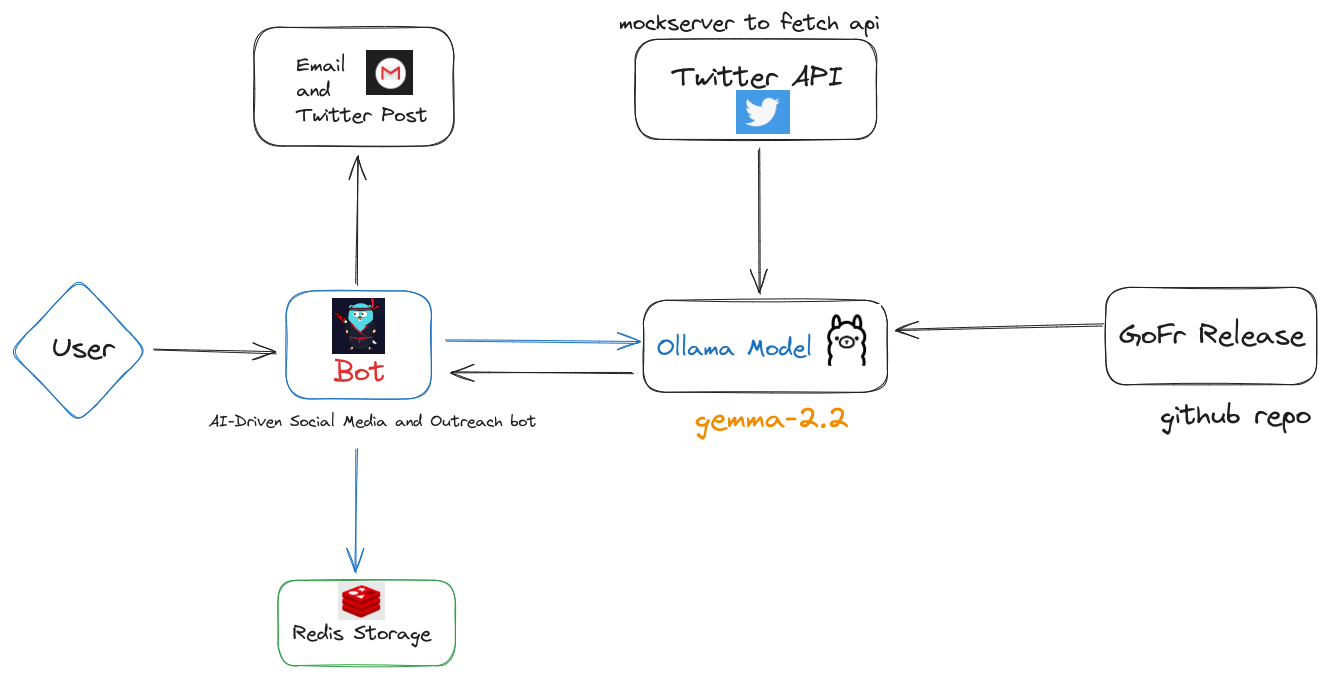 mockserver to fetch api
Email
and
Twitter Post
Twitter API
User
Bot
AI-Driven Social Media and Outreach bot
Ollama Model
gemma-2.2
GoFr Release
github repo
Redis Storage